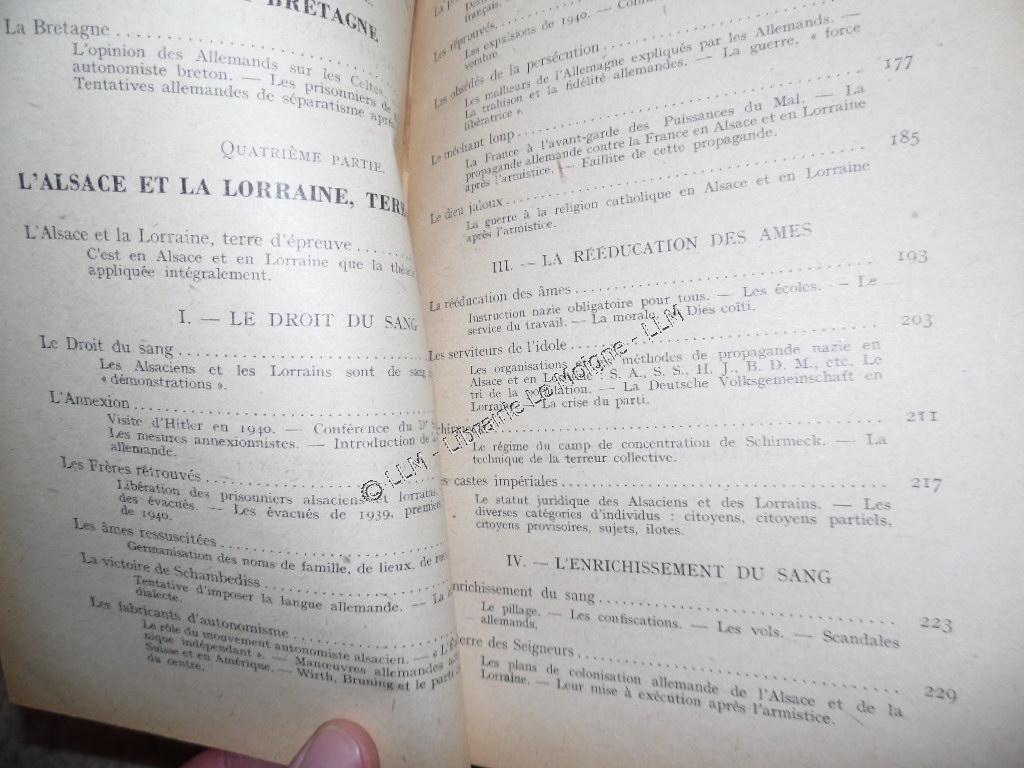 BRETAGNE
La Bretagne
L'opinion des Allemands sur les Celtes.
autonomiste breton. — Les prisonniers de
Tentatives allemandes de séparatisme après
QUATRIÈME PARTIE.
L'ALSACE ET LA LORRAINE, TERRE
L'Alsace et la Lorraine, terre d'épreuve
C'est en Alsace et en Lorraine que la
appliquée intégralement.
I. — LE DROIT DU SANG
Le Droit du sang
Les Alsaciens et les Lorrains sont de sang
« démonstrations ».
L'Annexion
Visite d'Hitler en 1940. — Conférence du Dr
Les mesures annexionnistes. — Introduction de
allemande.
Les Frères retrouvés
Libération des prisonniers alsaciens et lorrains
des évacués. — Les évacués de 1939,
de 1940.
Les âmes ressuscitées
Germanisation des noms de famille, de lieux, de
La victoire de Schambediss
Tentative d'imposer la langue allemande. —
dialecte.
Les fabricants d'autonomisme
Le rôle du mouvement autonomiste alsacien. —
nique indépendant ». — Manœuvres allemandes
Suisse et en Amérique. — Wirth, Bruning et le parti
du centre.
français.
Les réprouvés
Les expulsions de 1940. —
vembre.
Les obsédés de la persécution
Les malheurs de l'Allemagne expliqués par les Allemands. —
La trahison et la fidélité allemandes. — La guerre, « force
libératrice ».
Le méchant loup 177
La France à l'avant-garde des Puissances du Mal. — La
propagande allemande contre la France en Alsace et en Lorraine
après l'armistice. — Faillite de cette propagande.
Le dieu jaloux 185
La guerre à la religion catholique en Alsace et en Lorraine
après l'armistice.
III. — LA RÉÉDUCATION DES AMES
La rééducation des âmes 193
Instruction nazie obligatoire pour tous. — Les écoles. — Le
service du travail. — La morale. — Dies coïti.
Les serviteurs de l'idole 203
Les organisations et les méthodes de propagande nazie en
Alsace et en Lorraine : S. A., S. S., H. J., B. D. M., etc. Le
tri de la population. — La Deutsche Volksgemeinschaft en
Lorraine. — La crise du parti.
211
Le régime du camp de concentration de Schirmeck. — La
technique de la terreur collective.
castes impériales 217
Le statut juridique des Alsaciens et des Lorrains. — Les
diverses catégories d'individus : citoyens, citoyens partiels,
citoyens provisoires, sujets, ilotes.
IV. — L'ENRICHISSEMENT DU SANG
enrichissement du sang 223
Le pillage. — Les confiscations. — Les vols. — Scandales
allemands.
terre des Seigneurs 229
Les plans de colonisation allemande de l'Alsace et de la
Lorraine. — Leur mise à exécution après l'armistice.
© LLM - Librairie Le Moigne - LLM